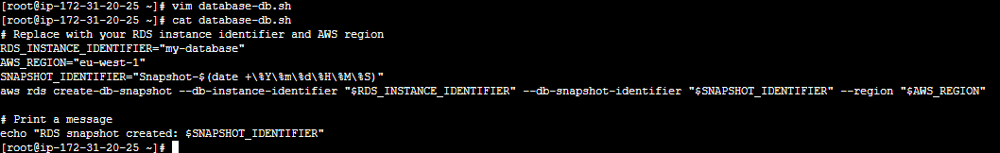 [root@ip-172-31-20-25 ~]# vim database-db.sh
[root@ip-172-31-20-25 ~]# cat database-db.sh
# Replace with your RDS instance identifier and AWS region
RDS_INSTANCE_IDENTIFIER="my-database"
AWS_REGION="eu-west-1"
SNAPSHOT_IDENTIFIER="Snapshot-$(date +\%Y\%m\%d\%H\%M\%S)"
aws rds create-db-snapshot --db-instance-identifier "$RDS_INSTANCE_IDENTIFIER" --db-snapshot-identifier "$SNAPSHOT_IDENTIFIER" --region "$AWS_REGION"
# Print a message
echo "RDS snapshot created: $SNAPSHOT_IDENTIFIER"
[root@ip-172-31-20-25 ~]#